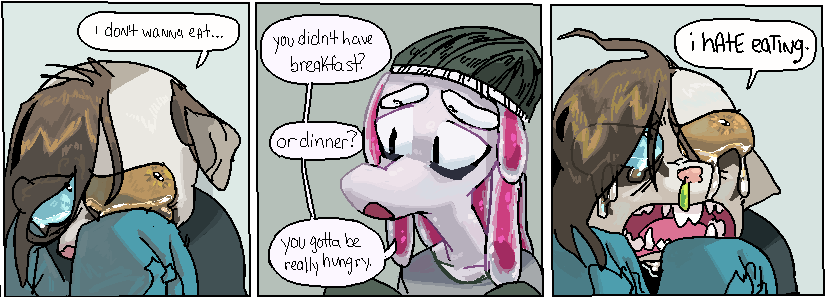 i don't wanna eat...
you didn't have
breakfast?
or dinner?
you gotta be
really hungry.
i hATE EATiNG.